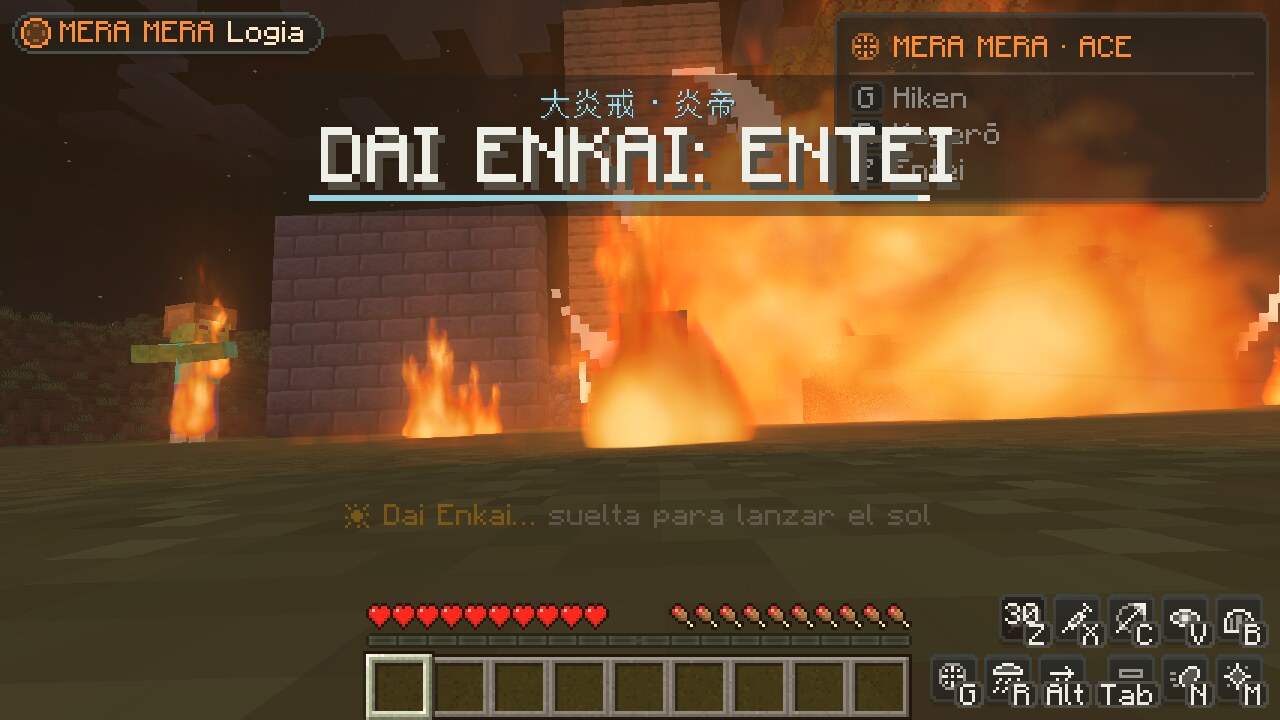 MERA MERA Logia
MERA MERA · ACE
G Hiken
大炎戒・炎帝
DAI ENKAI: ENTEI
Entei
Dai Enkai... suelta para lanzar el sol
30
Z X C V B
G R Alt Tab N M